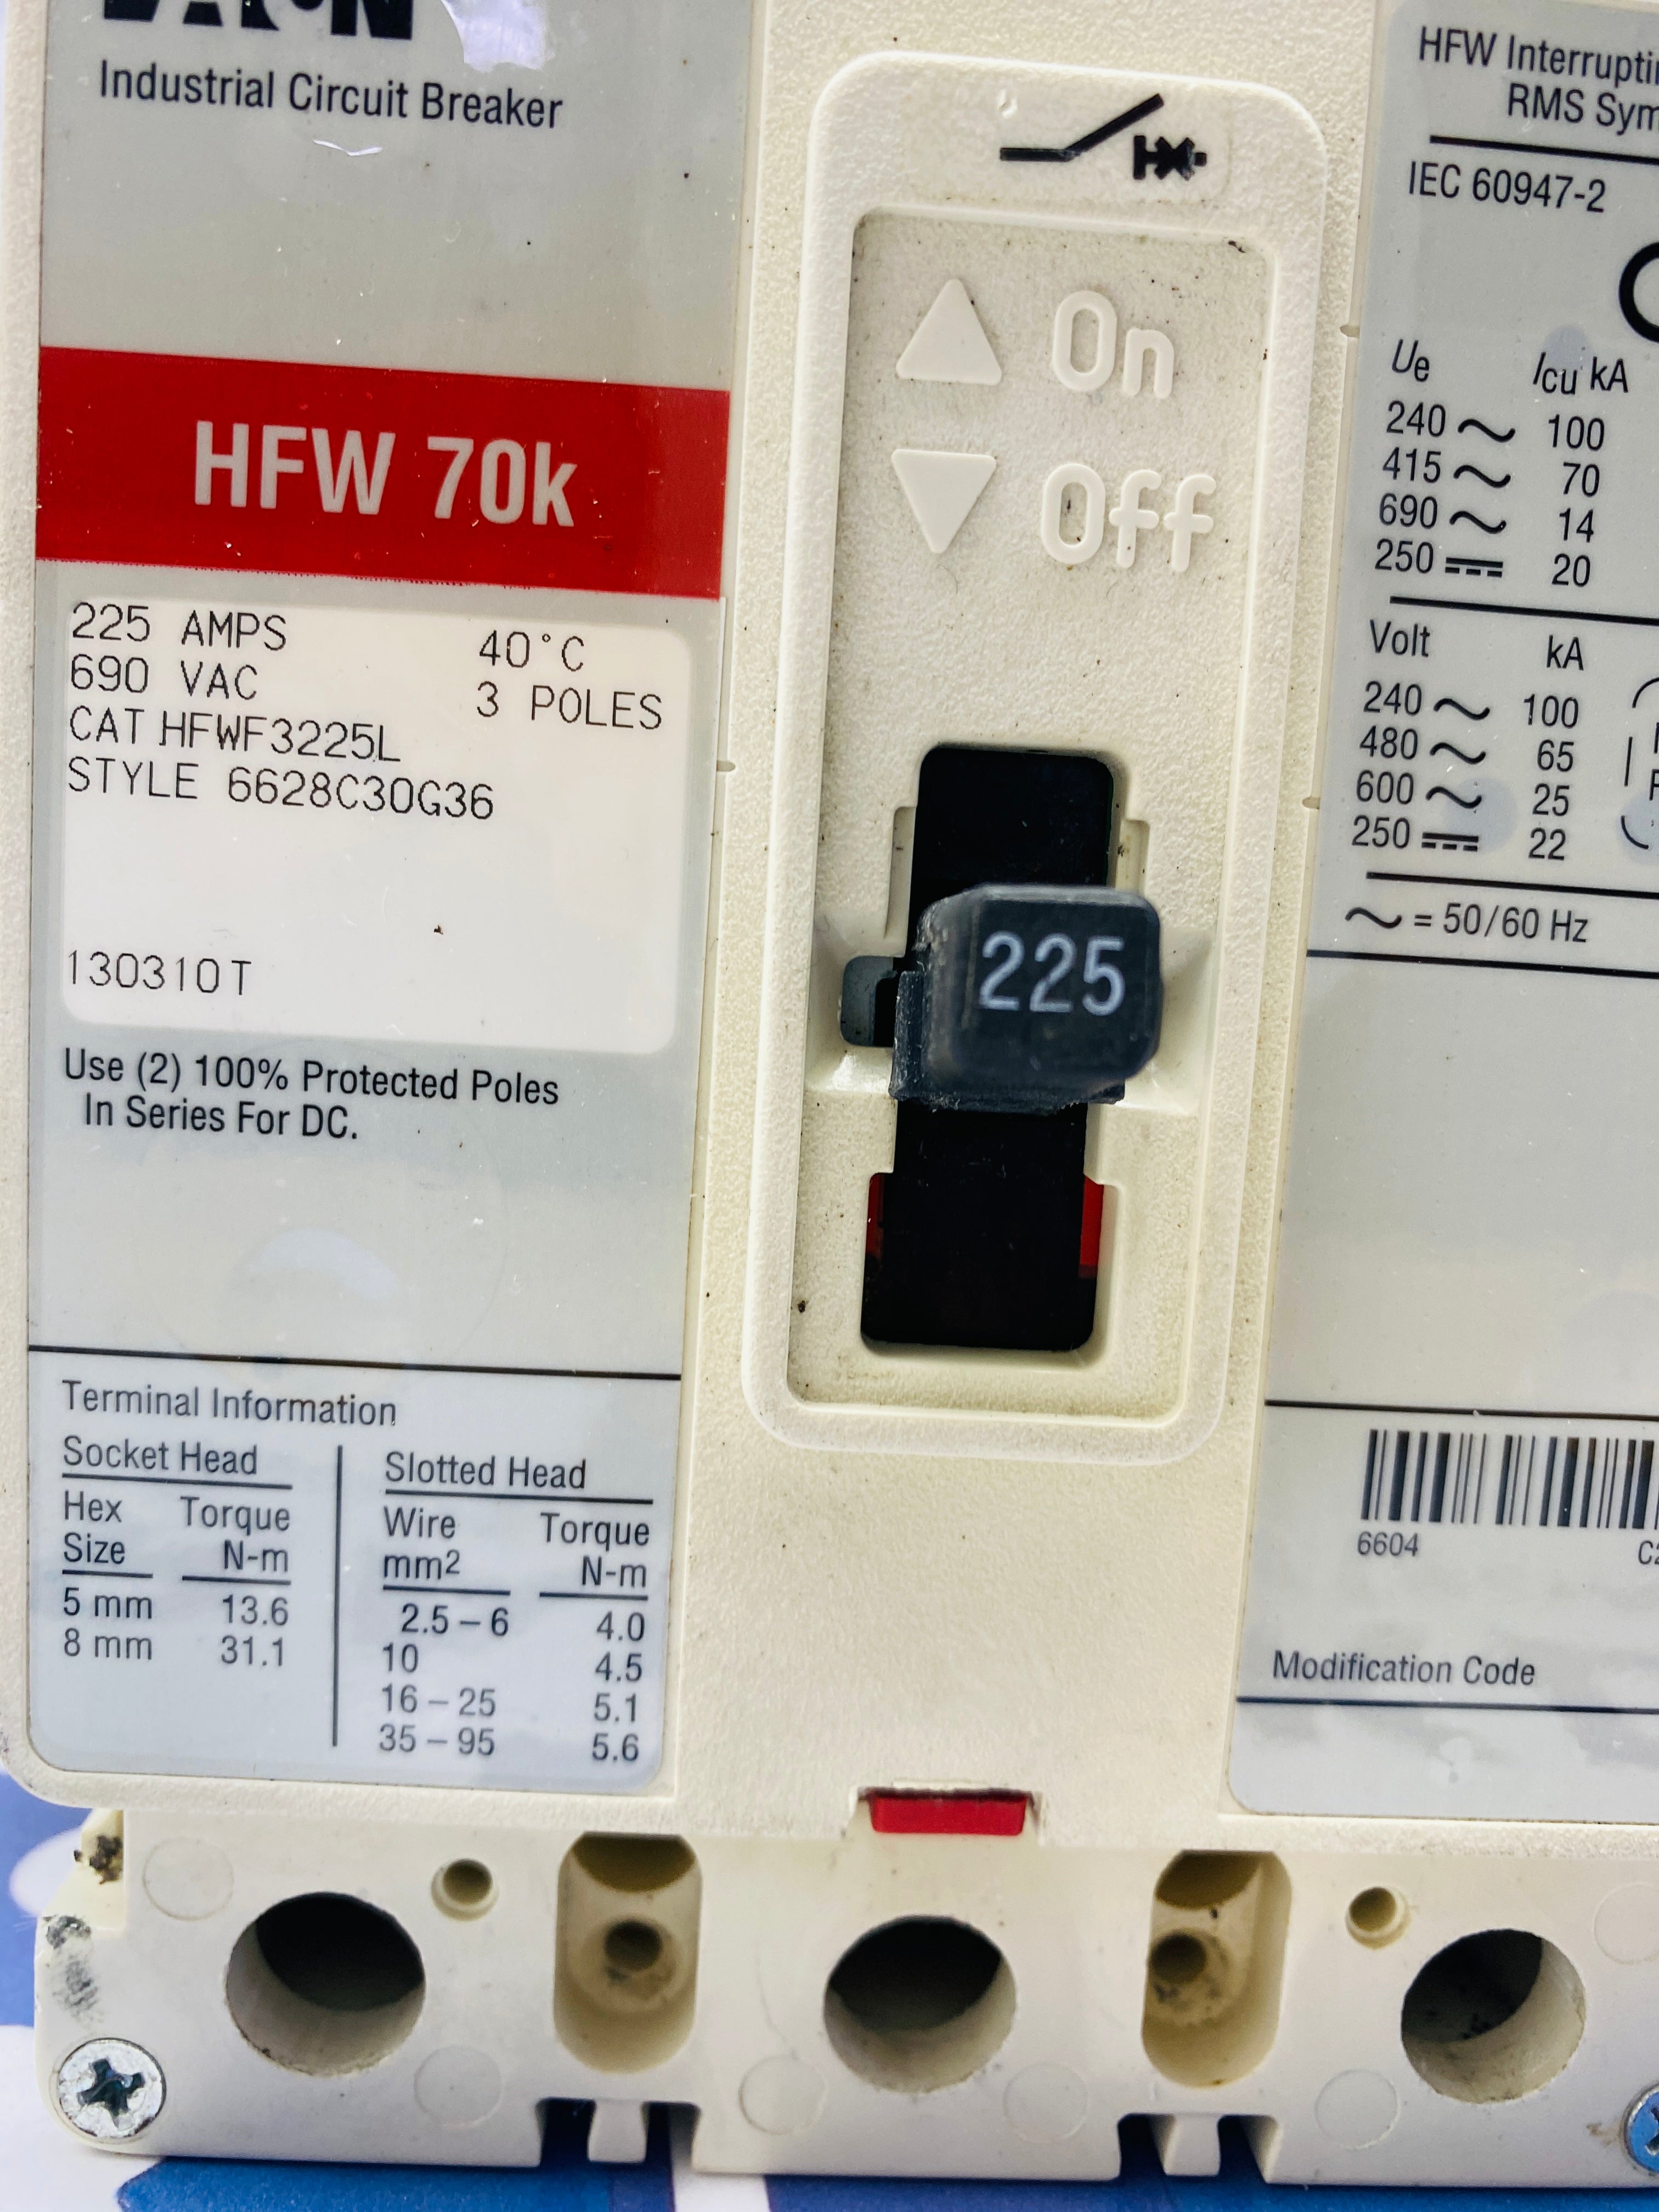 EATON
Industrial Circuit Breaker
HFW 70k
225 AMPS 40°C
690 VAC 3 POLES
CAT HFWF3225L
STYLE 6628C30G36
130310T
Use (2) 100% Protected Poles
In Series For DC.
Terminal Information
Socket Head
Hex Torque
Size N-m
5 mm 13.6
8 mm 31.1
Slotted Head
Wire Torque
mm2 N-m
2.5 – 6 4.0
10 4.5
16 – 25 5.1
35 – 95 5.6
On
Off
225
HFW
RMS
IEC 60947-2
Ue Icu kA
240 ~ 100
415 ~ 70
690 ~ 14
250 ⎓ 20
Volt kA
240 ~ 100
480 ~ 65
600 ~ 25
250 ⎓ 22
~ = 50/60 Hz
6604
Modification Code